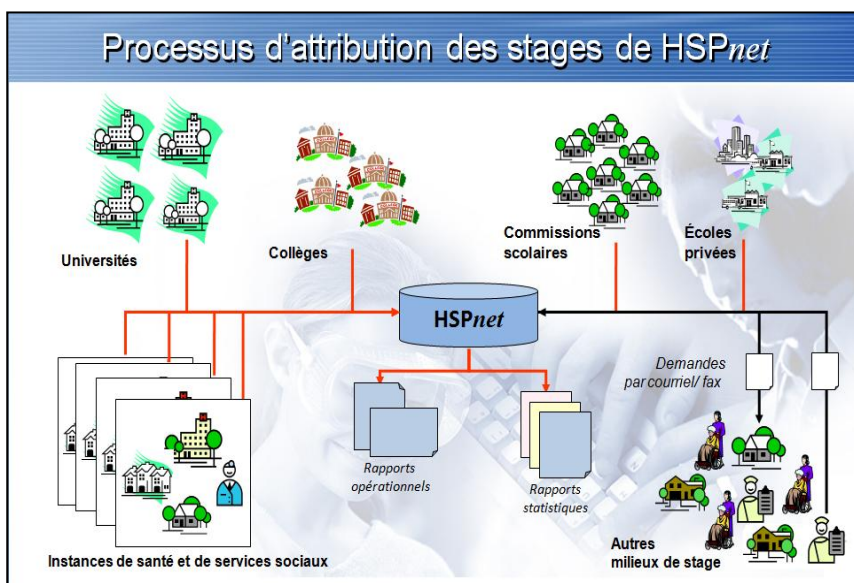 Processus d'attribution des stages de HSPnet
Universités
Collèges
Commissions
scolaires
Écoles
privées
HSPnet
Demandes
par courriel/ fax
Rapports
opérationnels
Rapports
statistiques
Instances de santé et de services sociaux
Autres
milieux de stage